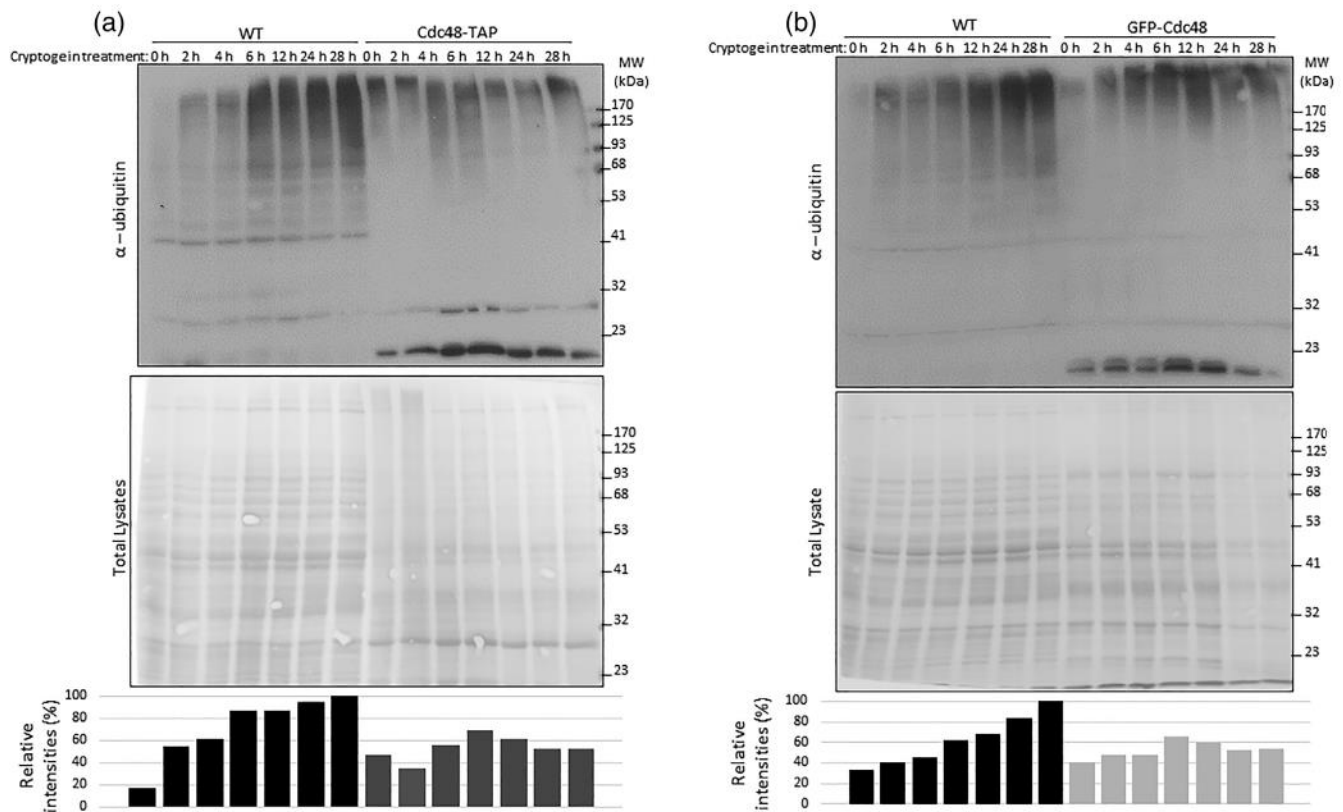 (a)
WT Cdc48-TAP
Cryptogein treatment: 0 h 2 h 4 h 6 h 12 h 24 h 28 h 0 h 2 h 4 h 6 h 12 h 24 h 28 h
MW
(kDa)
α – ubiquitin
170
125
93
68
53
41
32
23
Total Lysates
170
125
93
68
53
41
32
23
Relative
intensities (%)
100
80
60
40
20
0
(b)
WT GFP-Cdc48
Cryptogein treatment: 0 h 2 h 4 h 6 h 12 h 24 h 28 h 0 h 2 h 4 h 6 h 12 h 24 h 28 h
MW
(kDa)
α – ubiquitin
170
125
93
68
53
41
32
23
Total Lysate
170
125
93
68
53
41
32
23
Relative
intensities (%)
100
80
60
40
20
0